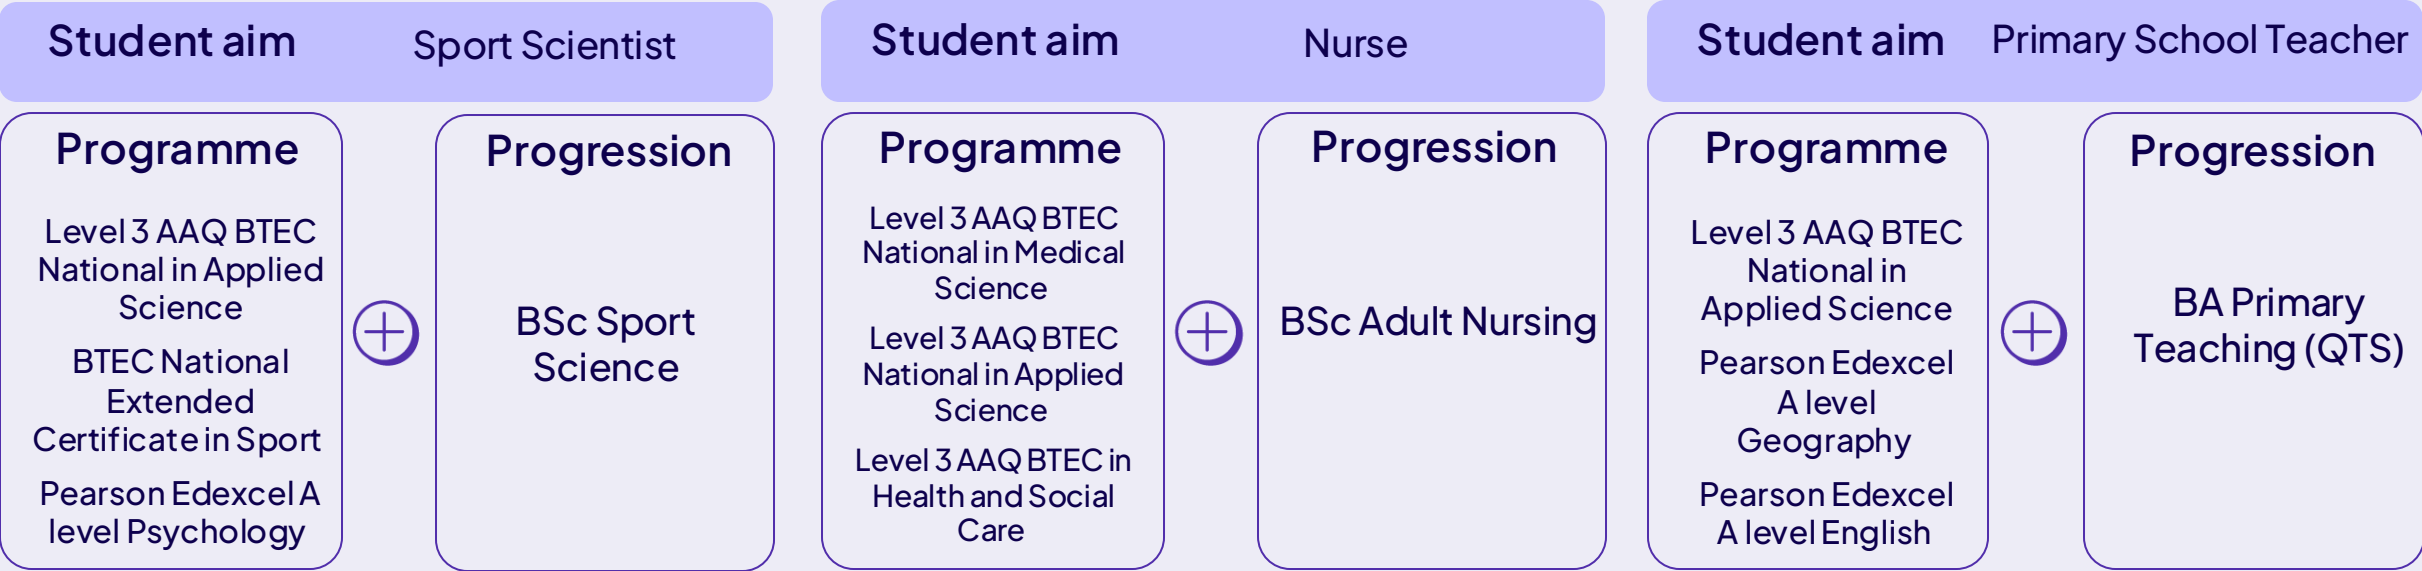 Student aim
Sport Scientist
Programme
Level 3 AAQ BTEC
National in Applied
Science
BTEC National
Extended
Certificate in Sport
Pearson Edexcel A
level Psychology
Progression
BSc Sport
Science
Student aim
Nurse
Programme
Level 3 AAQ BTEC
National in Medical
Science
Level 3 AAQ BTEC
National in Applied
Science
Level 3 AAQ BTEC in
Health and Social
Care
Progression
BSc Adult Nursing
Student aim
Primary School Teacher
Programme
Level 3 AAQ BTEC
National in
Applied Science
Pearson Edexcel
A level
Geography
Pearson Edexcel
A level English
Progression
BA Primary
Teaching (QTS)